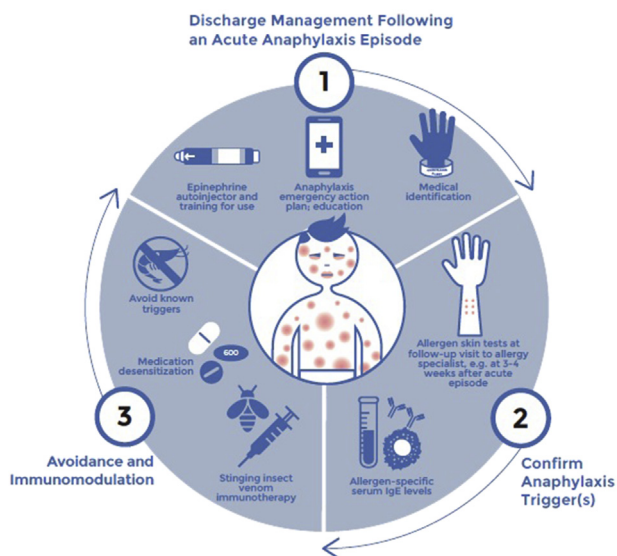 Discharge Management Following
an Acute Anaphylaxis Episode
1
Epinephrine
autoinjector and
training for use
Anaphylaxis
emergency action
plan; education
Medical
identification
Allergen skin tests at
follow-up visit to allergy
specialist, e.g. at 3-4
weeks after acute
episode
2
Confirm
Anaphylaxis
Trigger(s)
Allergen-specific
serum IgE levels
Stinging insect
venom
immunotherapy
3
Avoidance and
Immunomodulation
Medication
desensitization
600
Avoid known
triggers